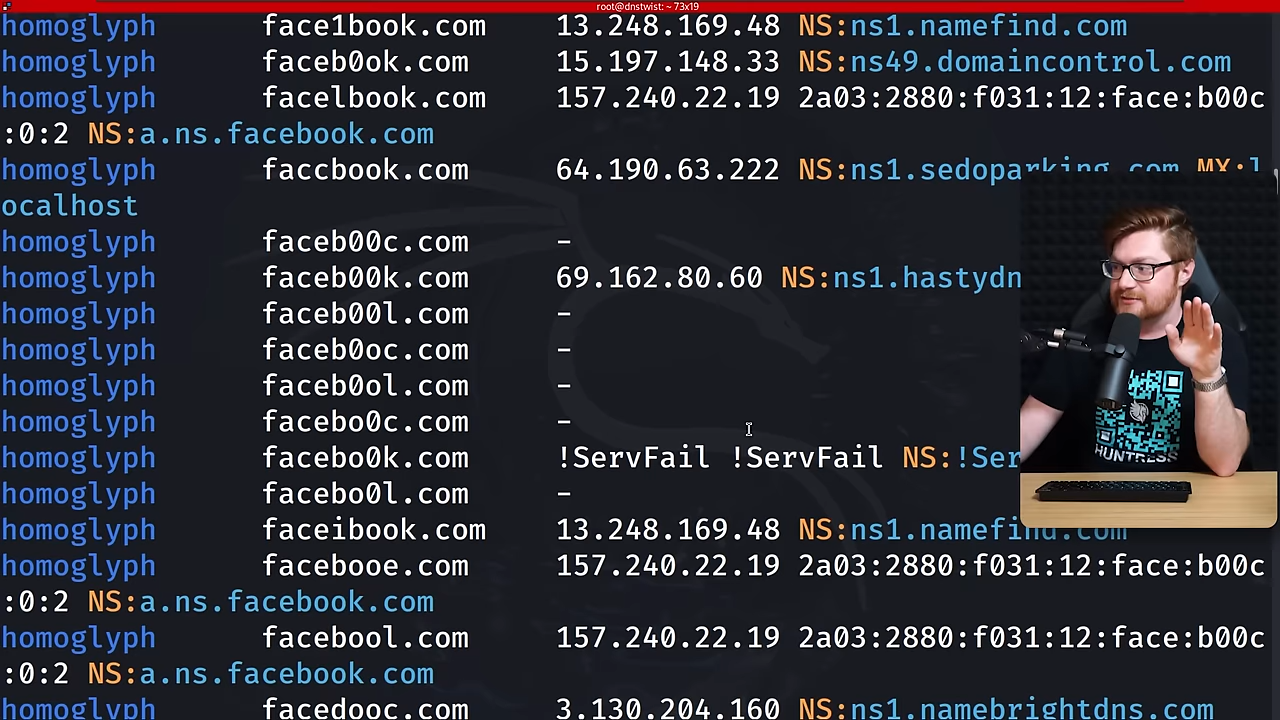 root@dnstwist: ~ 73x19
homoglyph face1book.com 13.248.169.48 NS:ns1.namefind.com
homoglyph faceb0ok.com 15.197.148.33 NS:ns49.domaincontrol.com
homoglyph facelbook.com 157.240.22.19 2a03:2880:f031:12:face:b00c
:0:2 NS:a.ns.facebook.com
homoglyph faccbook.com 64.190.63.222 NS:ns1.sedoparking.com MX:l
ocalhost
homoglyph faceb00c.com -
homoglyph faceb00k.com 69.162.80.60 NS:ns1.hastydn
homoglyph faceb00l.com -
homoglyph faceb0oc.com -
homoglyph faceb0ol.com -
homoglyph facebo0c.com -
homoglyph facebo0k.com !ServFail !ServFail NS:!Ser
homoglyph facebo0l.com -
homoglyph faceibook.com 13.248.169.48 NS:ns1.namefind.com
homoglyph facebooe.com 157.240.22.19 2a03:2880:f031:12:face:b00c
:0:2 NS:a.ns.facebook.com
homoglyph facebool.com 157.240.22.19 2a03:2880:f031:12:face:b00c
:0:2 NS:a.ns.facebook.com
homoglyph facedooc.com 3.130.204.160 NS:ns1.namebrightdns.com
HUNTRESS